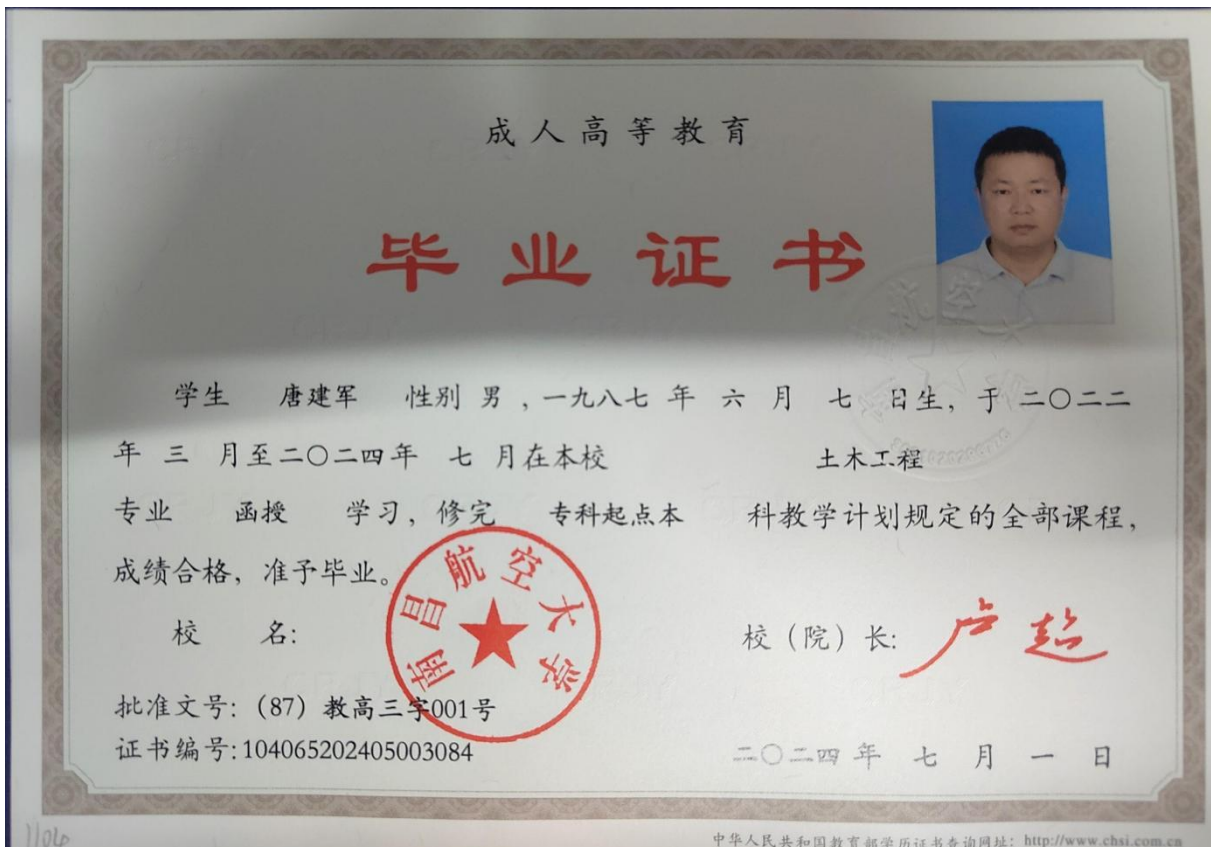 成人高等教育
毕业证书
学生 唐建军 性别 男 , 一九八七 年 六 月 七 日生, 于 二〇二二
年 三 月至二〇二四年 七 月在本校 土木工程
专业 函授 学习, 修完 专科起点本 科教学计划规定的全部课程,
成绩合格, 准予毕业。
南昌航空大学
校 名:
校（院）长: 卢超
批准文号: (87) 教高三字001号
证书编号: 104065202405003084
二〇二四年 七 月 一 日
1104
中华人民共和国教育部学历证书查询网址: http://www.chsi.com.cn